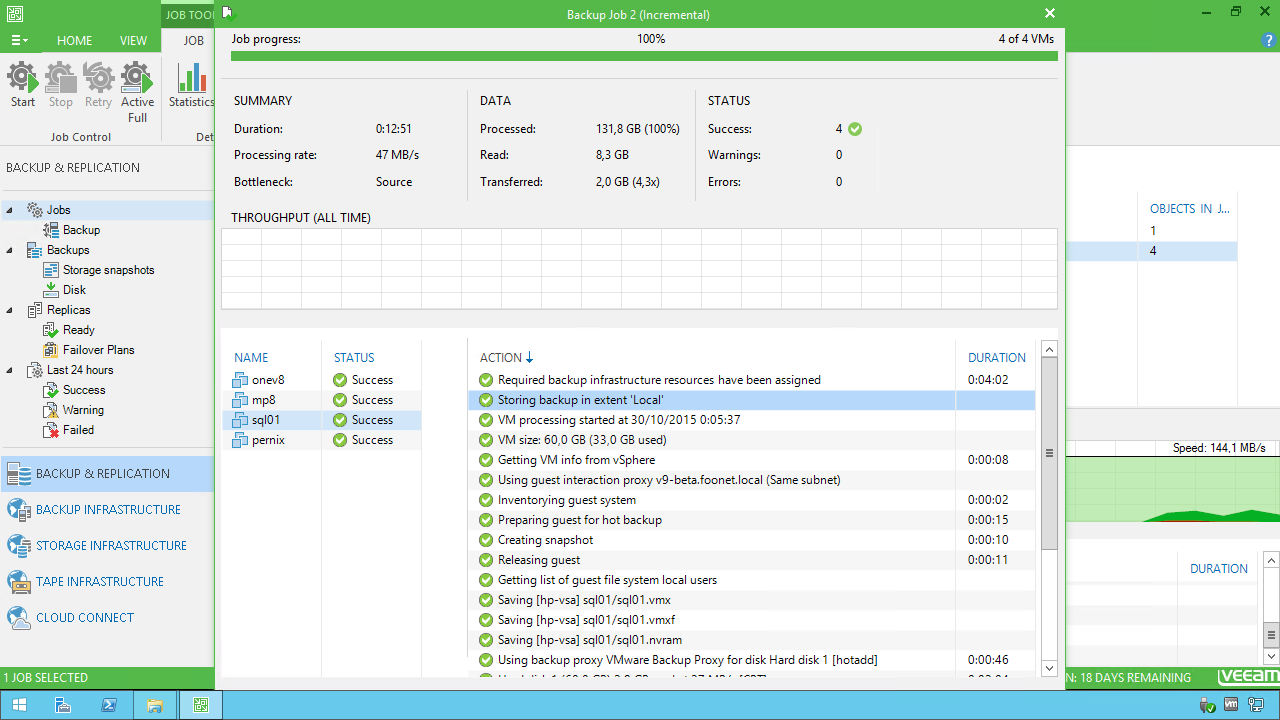 JOB TOO
Backup Job 2 (Incremental)
HOME
VIEW
JOB
Start
Stop
Retry
Active Full
Statistics
Job Control
Det
BACKUP & REPLICATION
Jobs
Backup
Backups
Storage snapshots
Disk
Replicas
Ready
Failover Plans
Last 24 hours
Success
Warning
Failed
BACKUP & REPLICATION
BACKUP INFRASTRUCTURE
STORAGE INFRASTRUCTURE
TAPE INFRASTRUCTURE
CLOUD CONNECT
1 JOB SELECTED
Job progress: 100% 4 of 4 VMs
SUMMARY
Duration: 0:12:51
Processing rate: 47 MB/s
Bottleneck: Source
DATA
Processed: 131,8 GB (100%)
Read: 8,3 GB
Transferred: 2,0 GB (4,3x)
STATUS
Success: 4
Warnings: 0
Errors: 0
THROUGHPUT (ALL TIME)
NAME STATUS
onev8 Success
mp8 Success
sql01 Success
pernix Success
ACTION DURATION
Required backup infrastructure resources have been assigned 0:04:02
Storing backup in extent 'Local'
VM processing started at 30/10/2015 0:05:37
VM size: 60,0 GB (33,0 GB used)
Getting VM info from vSphere 0:00:08
Using guest interaction proxy v9-beta.foonet.local (Same subnet)
Inventorying guest system 0:00:02
Preparing guest for hot backup 0:00:15
Creating snapshot 0:00:10
Releasing guest 0:00:11
Getting list of guest file system local users
Saving [hp-vsa] sql01/sql01.vmx
Saving [hp-vsa] sql01/sql01.vmxf
Saving [hp-vsa] sql01/sql01.nvram
Using backup proxy VMware Backup Proxy for disk Hard disk 1 [hotadd] 0:00:46
OBJECTS IN J...
1
4
Speed: 144,1 MB/s
DURATION
N: 18 DAYS REMAINING
veeam